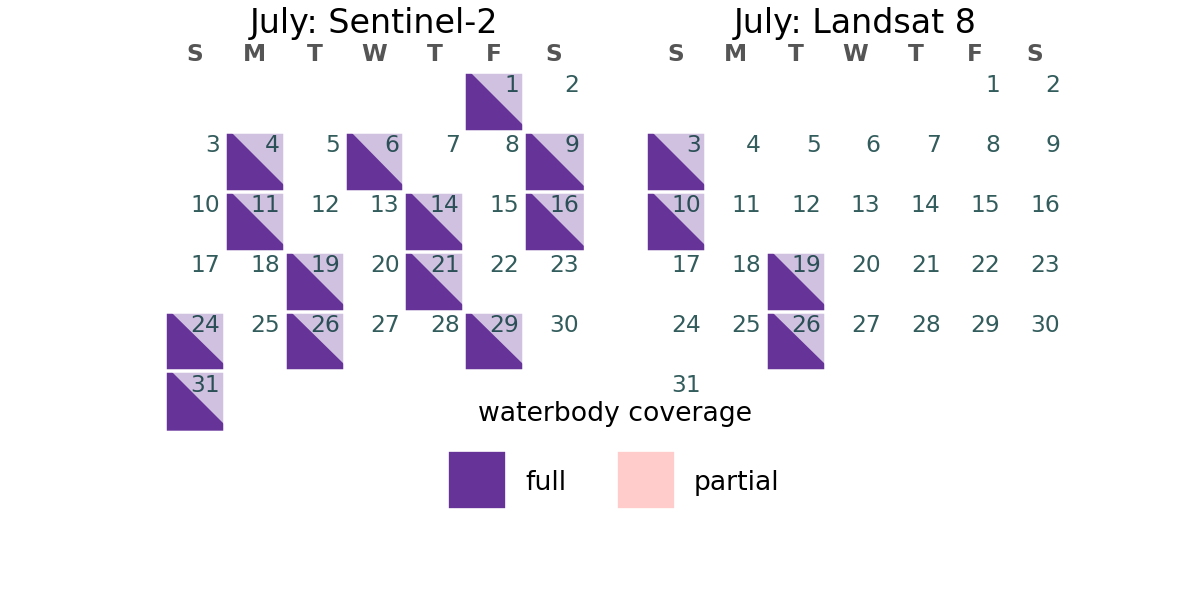 July: Sentinel-2
S M T W T F S
1 2
3 4 5 6 7 8 9
10 11 12 13 14 15 16
17 18 19 20 21 22 23
24 25 26 27 28 29 30
31
July: Landsat 8
S M T W T F S
1 2
3 4 5 6 7 8 9
10 11 12 13 14 15 16
17 18 19 20 21 22 23
24 25 26 27 28 29 30
31
waterbody coverage
full partial